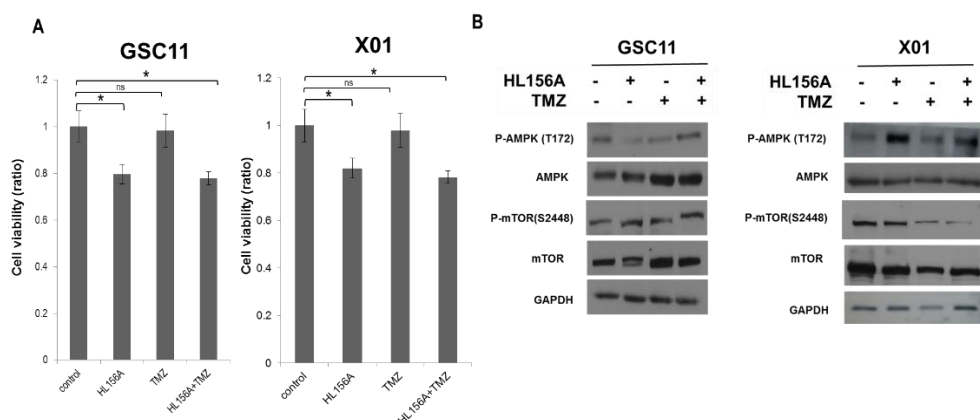 A
GSC11
Cell viability (ratio)
1.2
1
0.8
0.6
0.4
0.2
0
*
ns
*
control
HL156A
TMZ
HL156A+TMZ
X01
Cell viability (ratio)
1.2
1
0.8
0.6
0.4
0.2
0
*
ns
*
control
HL156A
TMZ
HL156A+TMZ
B
GSC11
HL156A - + - +
TMZ - - + +
P-AMPK (T172)
AMPK
P-mTOR(S2448)
mTOR
GAPDH
X01
HL156A - + - +
TMZ - - + +
P-AMPK (T172)
AMPK
P-mTOR(S2448)
mTOR
GAPDH